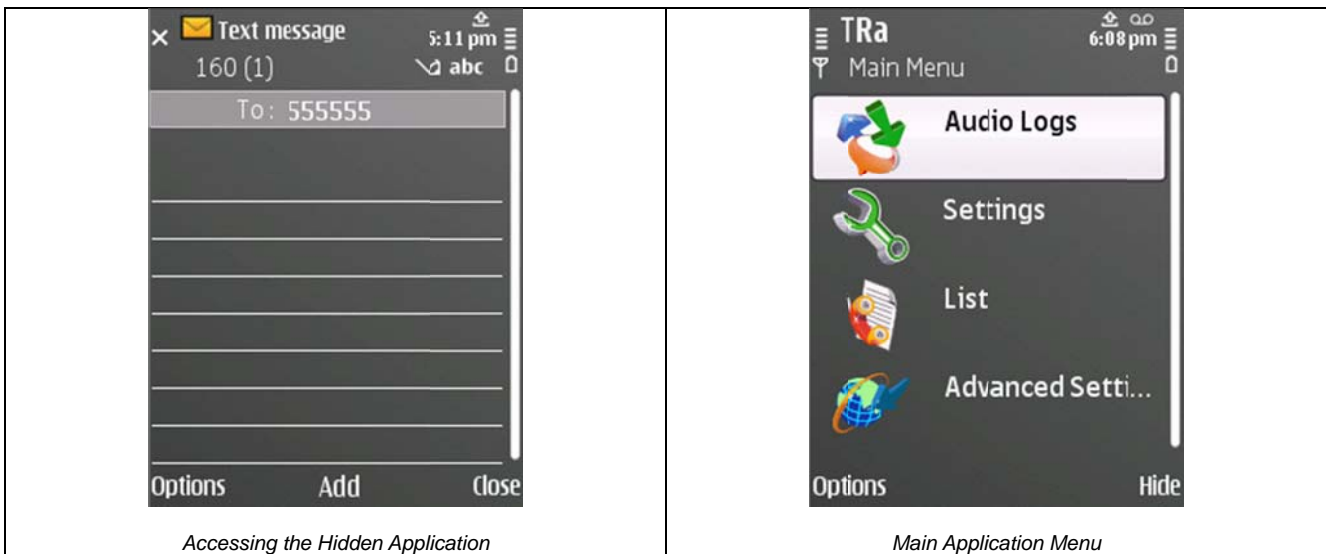 Text message
5:11 pm
160 (1)
abc
To: 555555
Options Add Close
Accessing the Hidden Application
TRa
6:08 pm
Main Menu
Audio Logs
Settings
List
Advanced Setti...
Options Hide
Main Application Menu